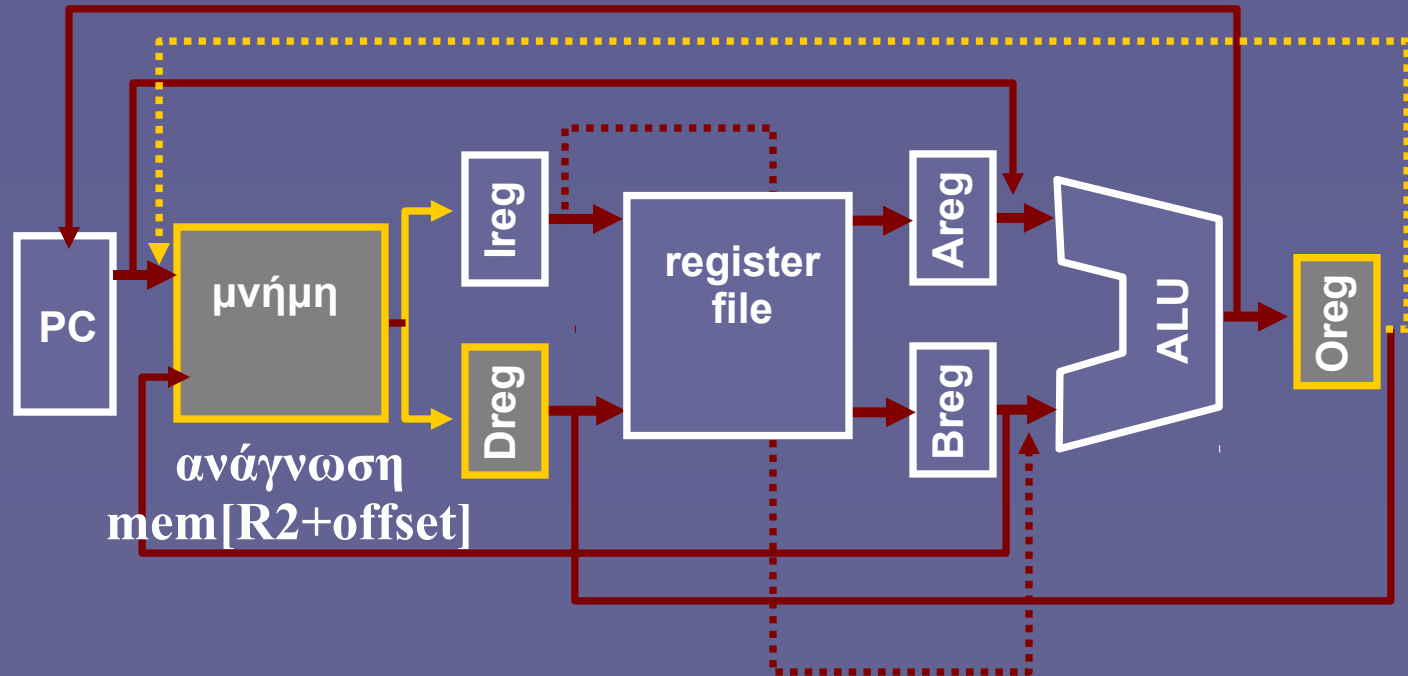 PC
μνήμη
ανάγνωση
mem[R2+offset]
Ireg
Dreg
register
file
Areg
Breg
ALU
Oreg